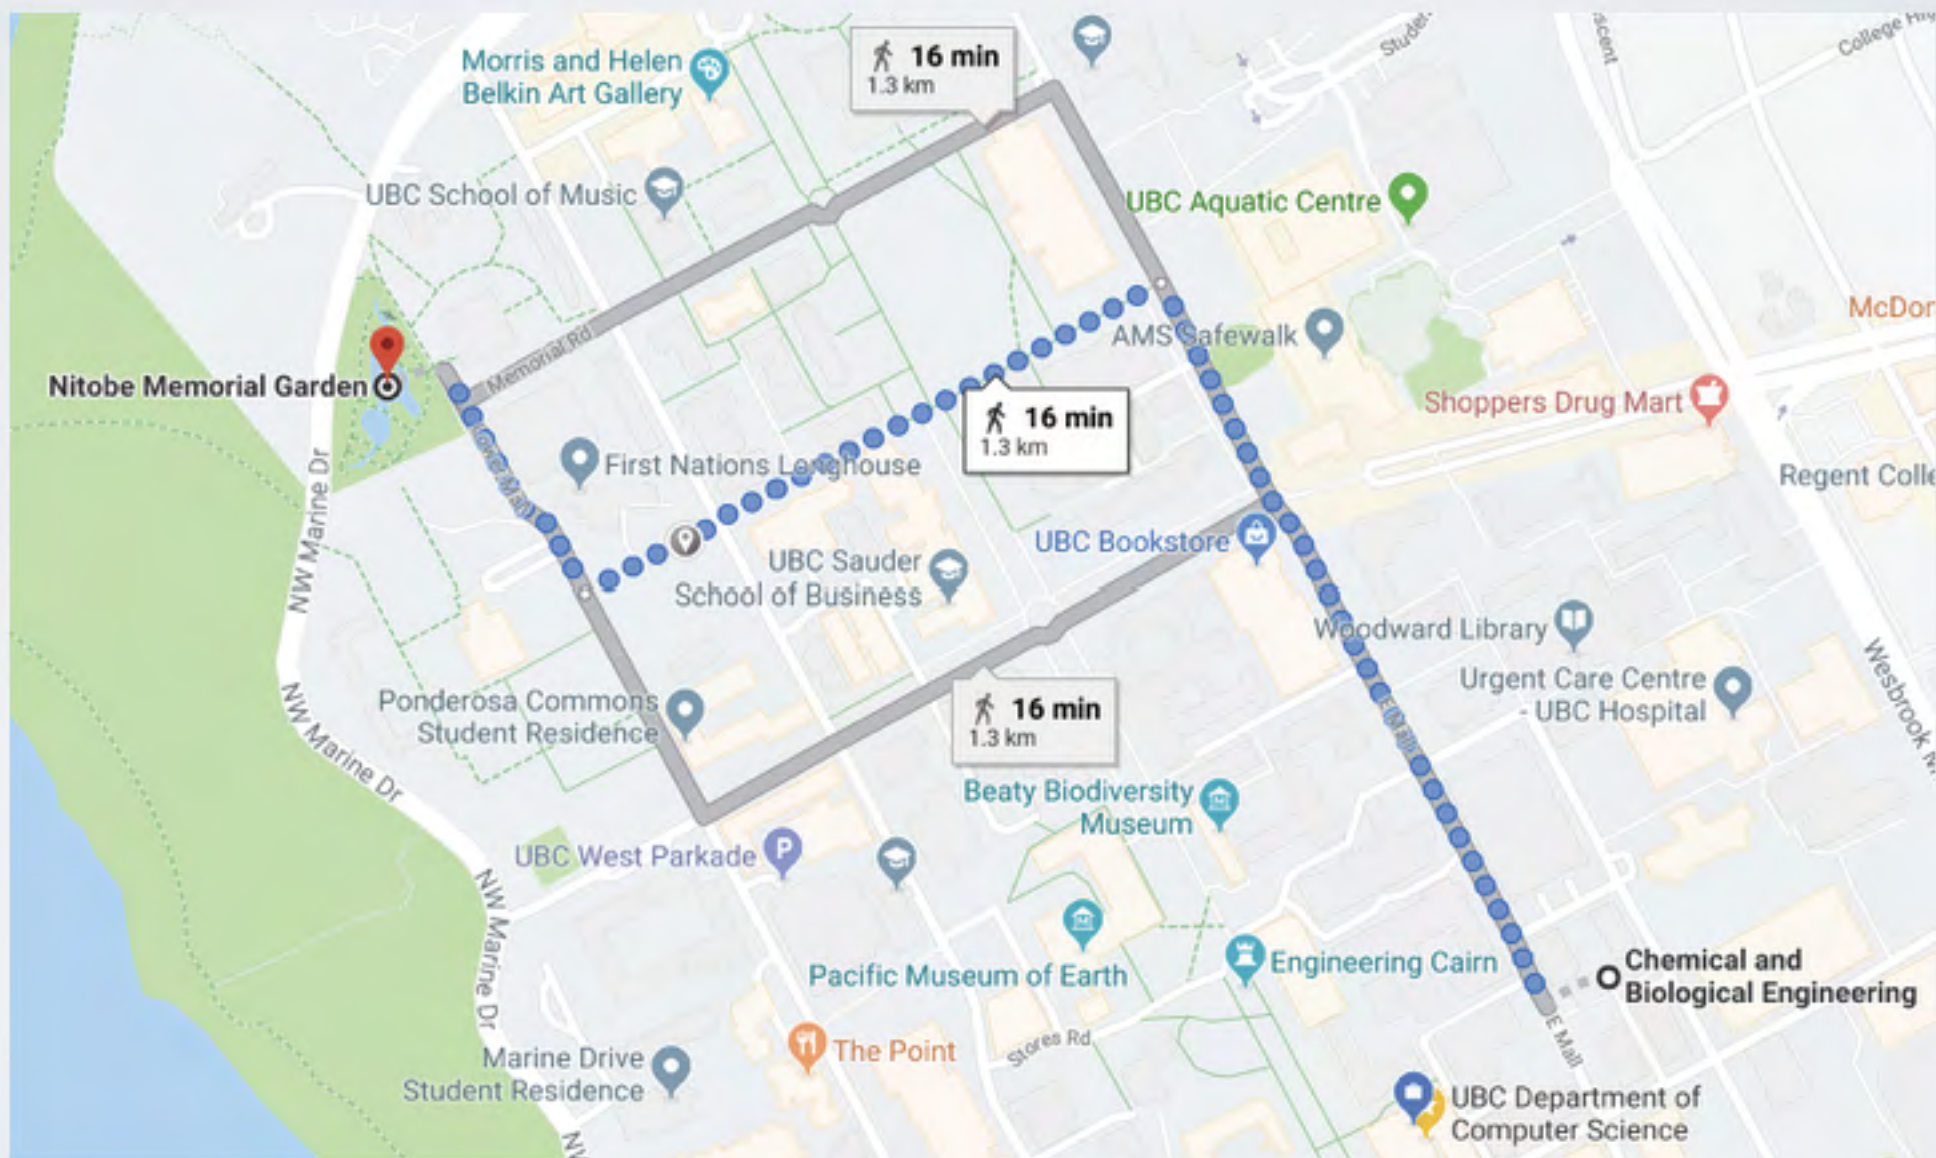 16 min
1.3 km
Morris and Helen
Belkin Art Gallery
College
UBC School of Music
UBC Aquatic Centre
Memorial Rd
AMS Safewalk
Nitobe Memorial Garden
Shoppers Drug Mart
16 min
1.3 km
Lower Mall
First Nations Longhouse
Regent
NW Marine Dr
UBC Bookstore
UBC Sauder
School of Business
Woodward Library
Urgent Care Centre
- UBC Hospital
Wesbrook
Ponderosa Commons
Student Residence
16 min
1.3 km
E Mall
NW Marine Dr
Beaty Biodiversity
Museum
P
UBC West Parkade
NW Marine Dr
Pacific Museum of Earth
Engineering Cairn
Chemical and
Biological Engineering
Stores Rd
E Mall
The Point
Marine Drive
Student Residence
UBC Department of
Computer Science